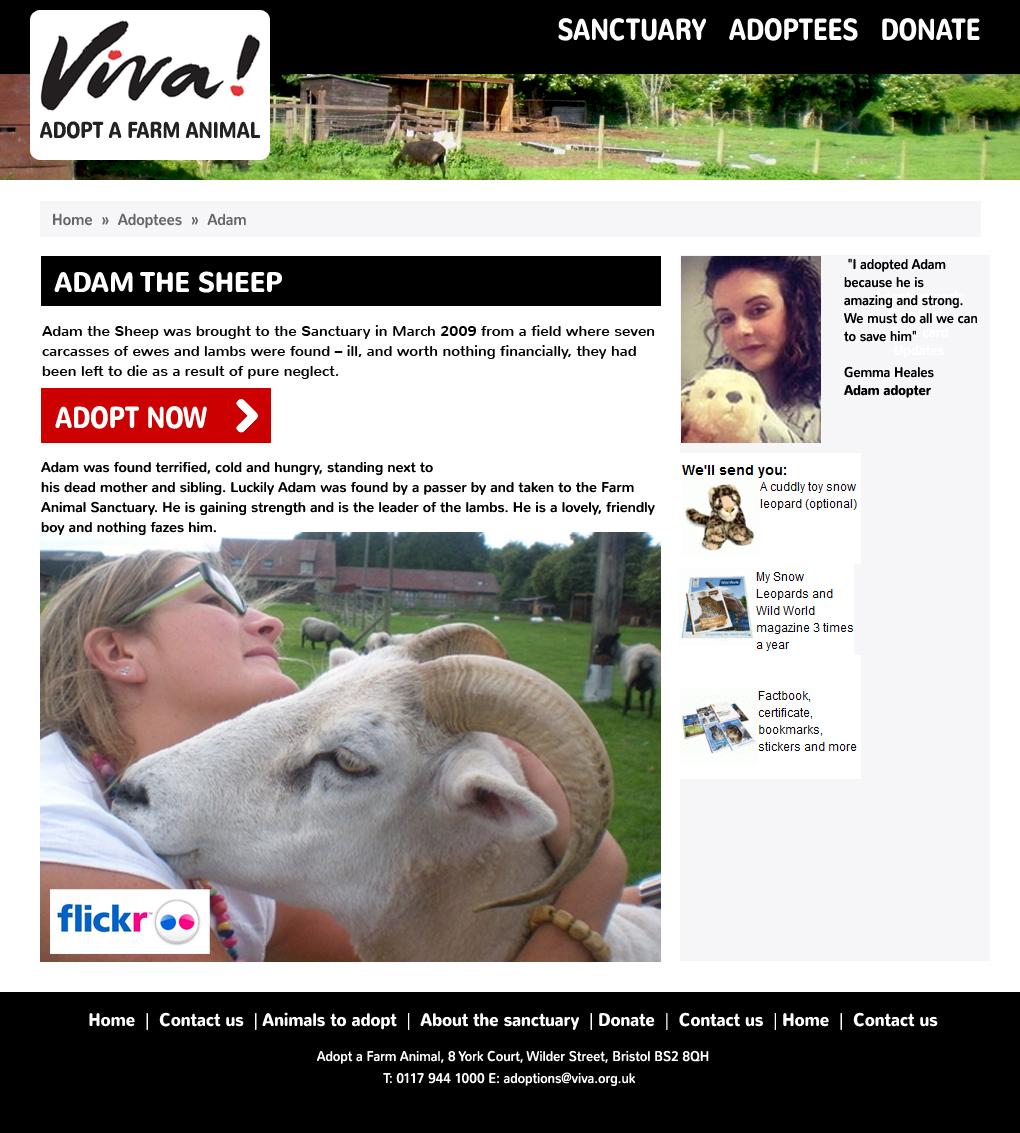 SANCTUARY ADOPTEES DONATE
Viva!
ADOPT A FARM ANIMAL
Home » Adoptees » Adam
ADAM THE SHEEP
Adam the Sheep was brought to the Sanctuary in March 2009 from a field where seven
carcasses of ewes and lambs were found – ill, and worth nothing financially, they had
been left to die as a result of pure neglect.
ADOPT NOW
Adam was found terrified, cold and hungry, standing next to
his dead mother and sibling. Luckily Adam was found by a passer by and taken to the Farm
Animal Sanctuary. He is gaining strength and is the leader of the lambs. He is a lovely, friendly
boy and nothing fazes him.
flickr
"I adopted Adam
because he is
amazing and strong.
We must do all we can
to save him"
card
Updates
Gemma Heales
Adam adopter
We'll send you:
A cuddly toy snow
leopard (optional)
My Snow
Leopards and
Wild World
magazine 3 times
a year
Factbook,
certificate,
bookmarks,
stickers and more
Home | Contact us | Animals to adopt | About the sanctuary | Donate | Contact us | Home | Contact us
Adopt a Farm Animal, 8 York Court, Wilder Street, Bristol BS2 8QH
T: 0117 944 1000 E: adoptions@viva.org.uk